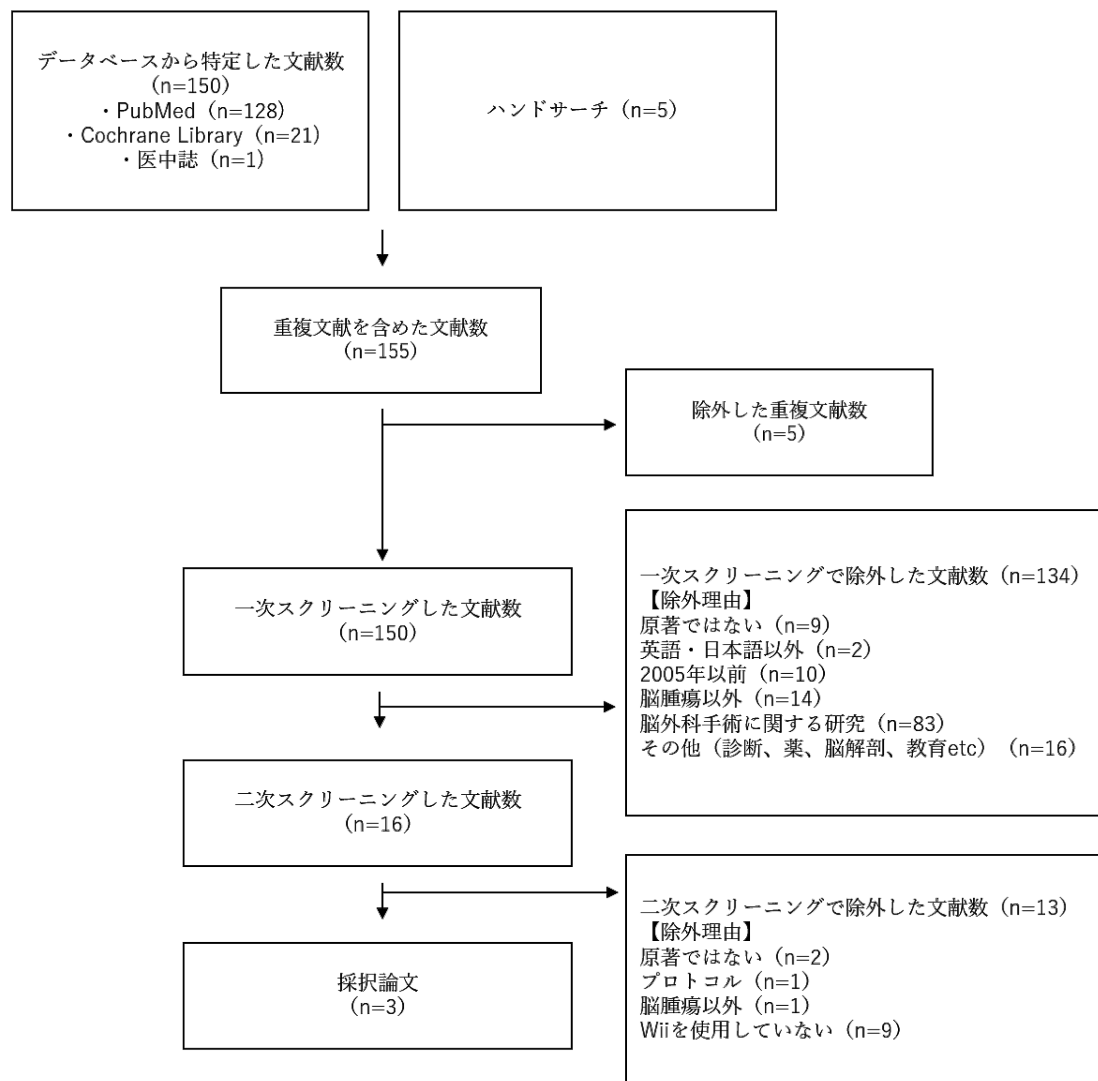 データベースから特定した文献数
（n=150）
・PubMed（n=128）
・Cochrane Library（n=21）
・医中誌（n=1）
ハンドサーチ（n=5）
重複文献を含めた文献数
（n=155）
除外した重複文献数
（n=5）
一次スクリーニングした文献数
（n=150）
一次スクリーニングで除外した文献数（n=134）
【除外理由】
原著ではない（n=9）
英語・日本語以外（n=2）
2005年以前（n=10）
脳腫瘍以外（n=14）
脳外科手術に関する研究（n=83）
その他（診断、薬、脳解剖、教育etc）（n=16）
二次スクリーニングした文献数
（n=16）
二次スクリーニングで除外した文献数（n=13）
【除外理由】
原著ではない（n=2）
プロトコル（n=1）
脳腫瘍以外（n=1）
Wiiを使用していない（n=9）
採択論文
（n=3）